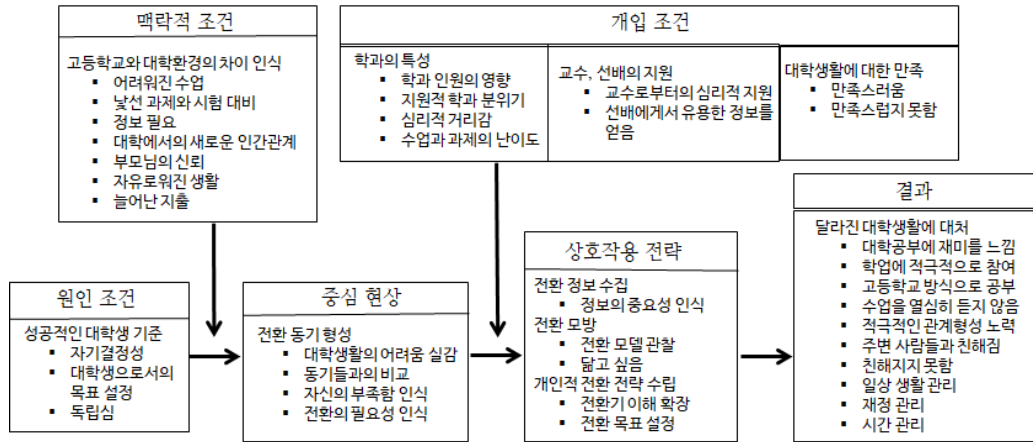 맥락적 조건
고등학교와 대학환경의 차이 인식
▪ 어려워진 수업
▪ 낯선 과제와 시험 대비
▪ 정보 필요
▪ 대학에서의 새로운 인간관계
▪ 부모님의 신뢰
▪ 자유로워진 생활
▪ 늘어난 지출
개입 조건
학과의 특성
▪ 학과 인원의 영향
▪ 지원적 학과 분위기
▪ 심리적 거리감
▪ 수업과 과제의 난이도
교수, 선배의 지원
▪ 교수로부터의 심리적 지원
▪ 선배에게서 유용한 정보를
얻음
대학생활에 대한 만족
▪ 만족스러움
▪ 만족스럽지 못함
원인 조건
성공적인 대학생 기준
▪ 자기결정성
▪ 대학생으로서의
목표 설정
▪ 독립심
중심 현상
전환 동기 형성
▪ 대학생활의 어려움 실감
▪ 동기들과의 비교
▪ 자신의 부족함 인식
▪ 전환의 필요성 인식
상호작용 전략
전환 정보 수집
▪ 정보의 중요성 인식
전환 모방
▪ 전환 모델 관찰
▪ 닮고 싶음
개인적 전환 전략 수립
▪ 전환기 이해 확장
▪ 전환 목표 설정
결과
달라진 대학생활에 대처
▪ 대학공부에 재미를 느낌
▪ 학업에 적극적으로 참여
▪ 고등학교 방식으로 공부
▪ 수업을 열심히 듣지 않음
▪ 적극적인 관계형성 노력
▪ 주변 사람들과 친해짐
▪ 친해지지 못함
▪ 일상 생활 관리
▪ 재정 관리
▪ 시간 관리